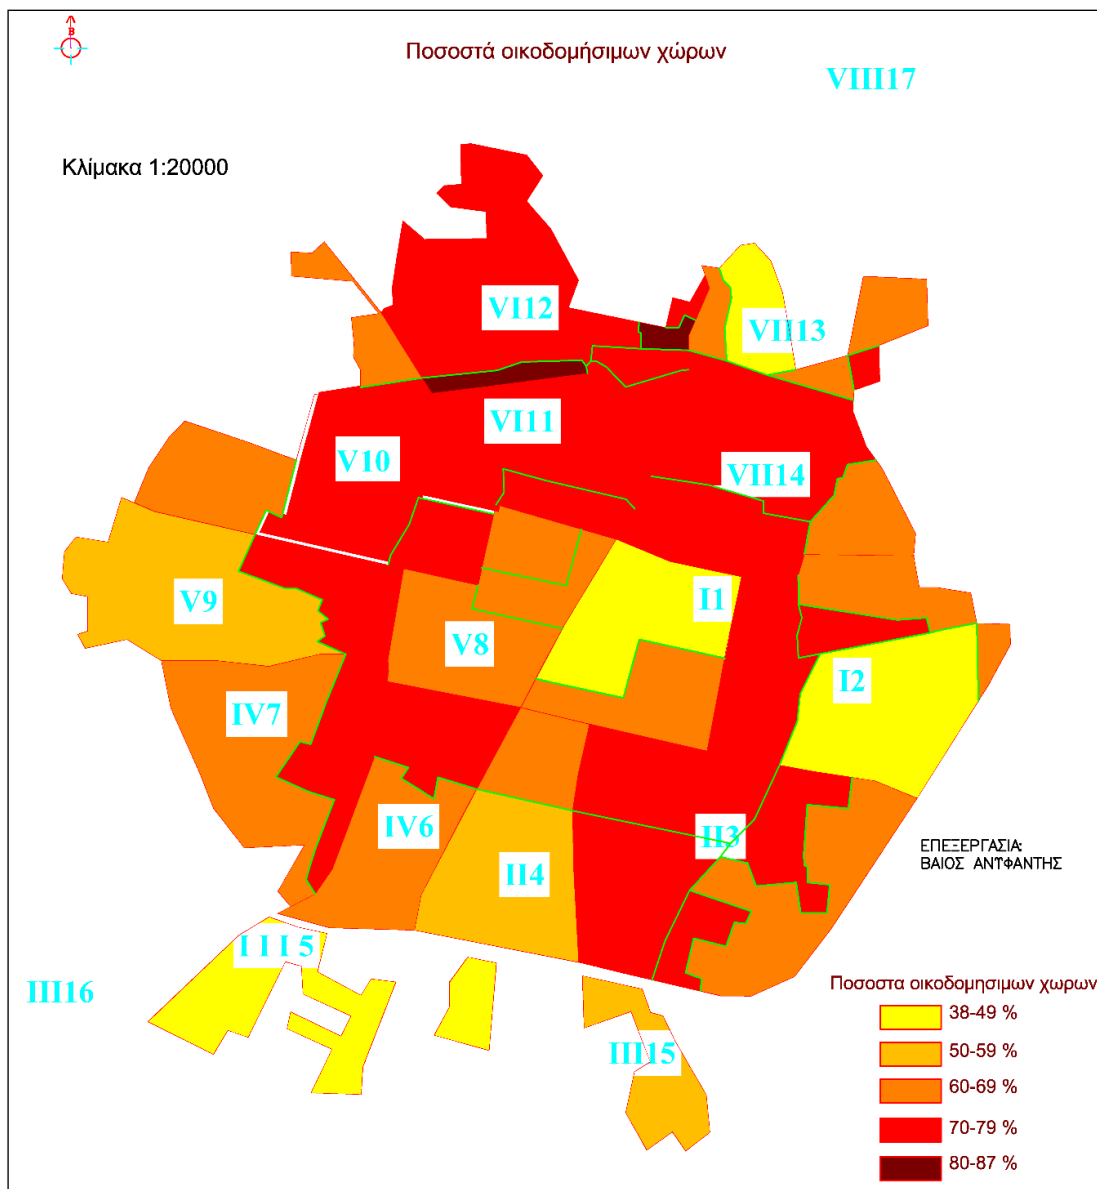 Β
Ποσοστά οικοδομήσιμων χώρων
VIII17
Κλίμακα 1:20000
VI12
VII13
VI11
V10
VII14
V9
I1
V8
I2
IV7
IV6
II3
II4
ΕΠΕΞΕΡΓΑΣΙΑ:
ΒΑΙΟΣ ΑΝΤΦΑΝΤΗΣ
I I I 5
III16
III15
Ποσοστα οικοδομησιμων χωρων
38-49 %
50-59 %
60-69 %
70-79 %
80-87 %